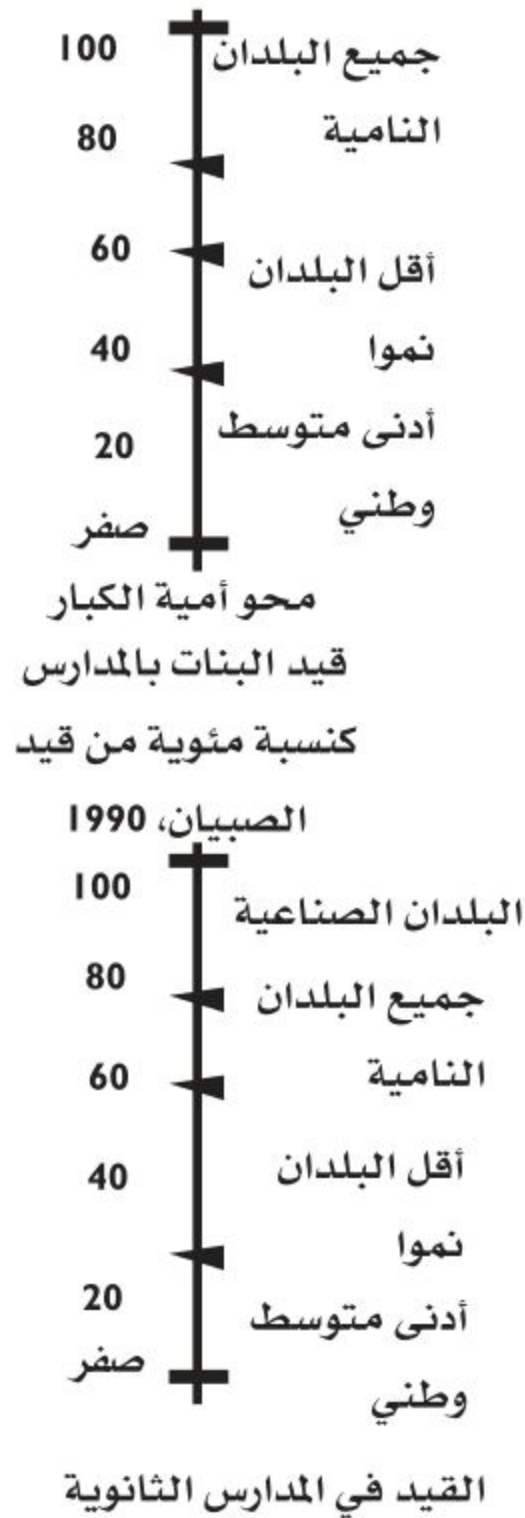 100
جميع البلدان
80
النامية
60
أقل البلدان
40
نموا
أدنى متوسط
20
وطني
صفر
محو أمية الكبار
قيد البنات بالمدارس
كنسبة مئوية من قيد
الصبيان، 1990
100
البلدان الصناعية
80
جميع البلدان
60
النامية
أقل البلدان
40
نموا
20
أدنى متوسط
صفر
وطني
القيد في المدارس الثانوية